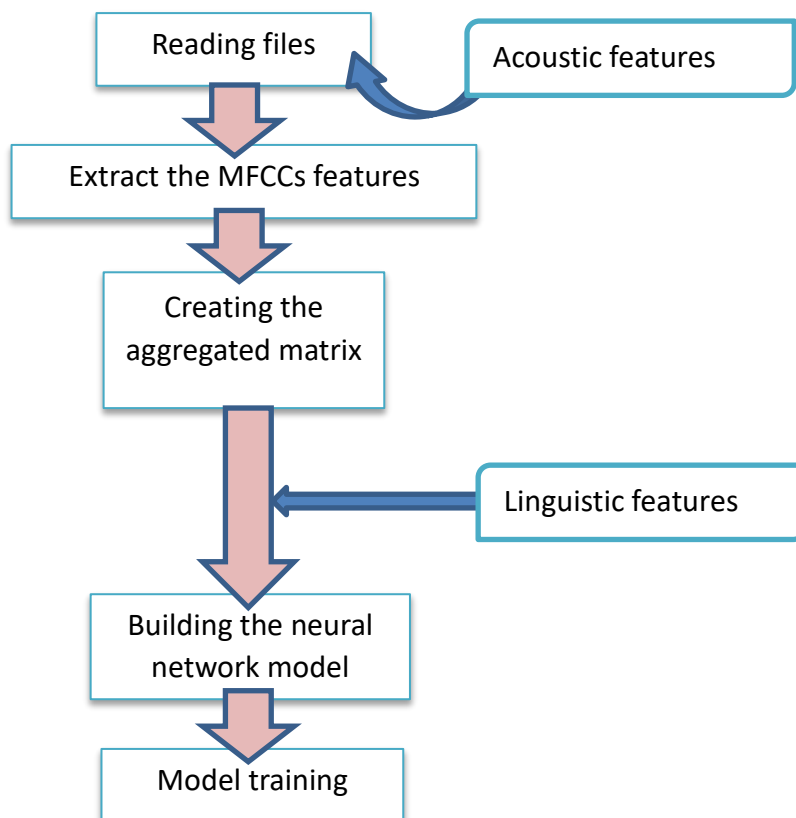 Reading files
Acoustic features
Extract the MFCCs features
Creating the
aggregated matrix
Linguistic features
Building the neural
network model
Model training